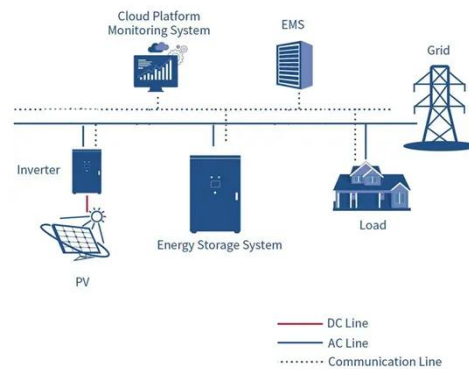 Cloud Platform
Monitoring System
EMS
Grid
Inverter
Energy Storage System
Load
PV
DC Line
AC Line
Communication Line